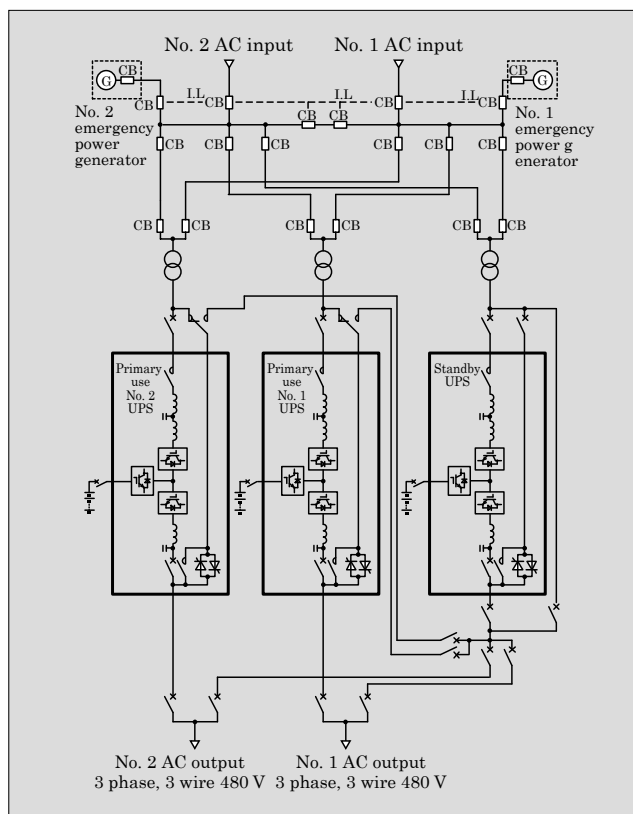 No. 2 AC input
No. 1 AC input
CB
G
I.L
I.L
CB
G
CB
CB
CB
CB
No. 2
emergency
power
generator
CB
CB
No. 1
emergency
power g
enerator
CB
CB
CB
CB
CB
CB
CB
CB
CB
CB
Primary
use
No. 2
UPS
Primary
use
No. 1
UPS
Standby
UPS
No. 2 AC output
3 phase, 3 wire 480 V
No. 1 AC output
3 phase, 3 wire 480 V